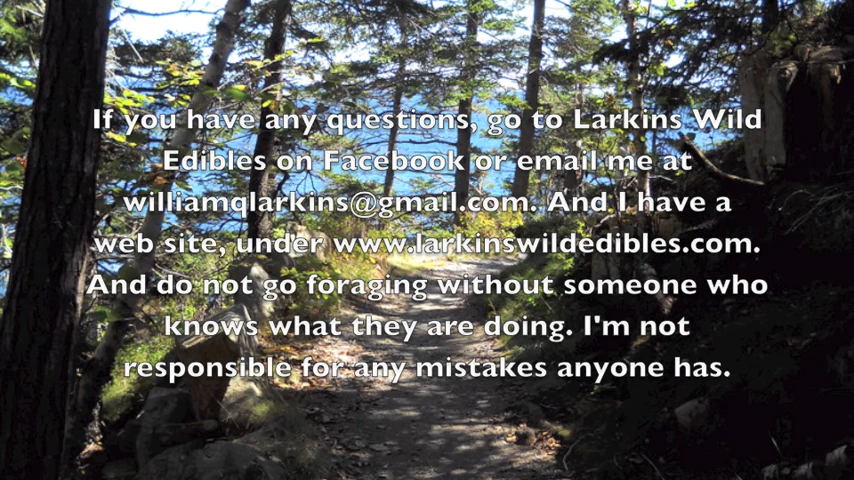 If you have any questions, go to Larkins Wild
Edibles on Facebook or email me at
williamqlarkins@gmail.com. And I have a
web site, under www.larkinswildedibles.com.
And do not go foraging without someone who
knows what they are doing. I'm not
responsible for any mistakes anyone has.